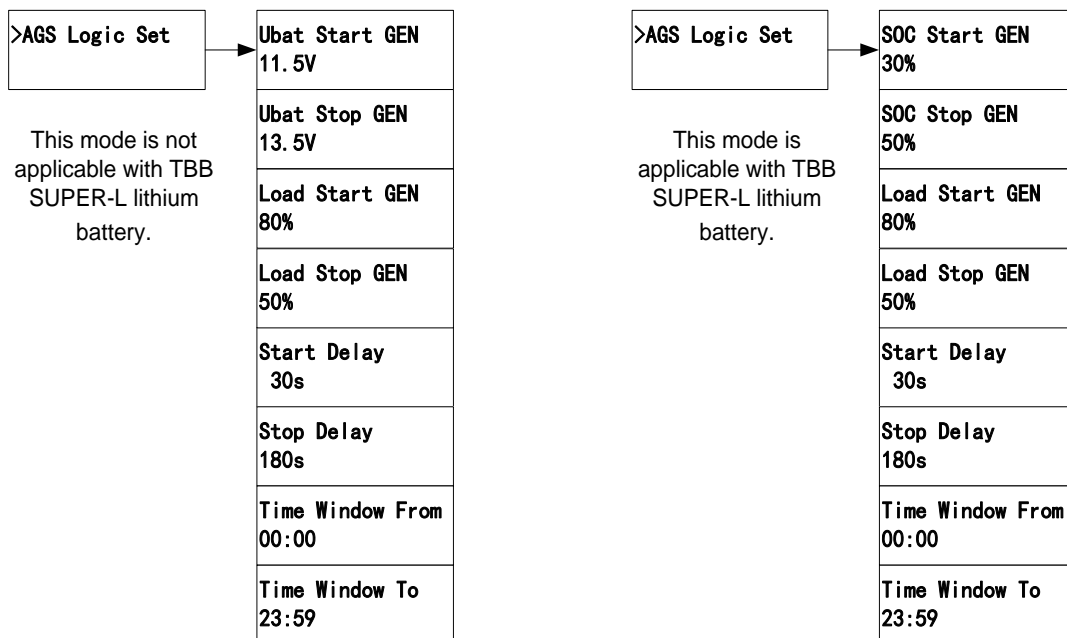 >AGS Logic Set
This mode is not
applicable with TBB
SUPER-L lithium
battery.
Ubat Start GEN
11.5V
Ubat Stop GEN
13.5V
Load Start GEN
80%
Load Stop GEN
50%
Start Delay
30s
Stop Delay
180s
Time Window From
00:00
Time Window To
23:59
>AGS Logic Set
This mode is
applicable with TBB
SUPER-L lithium
battery.
SOC Start GEN
30%
SOC Stop GEN
50%
Load Start GEN
80%
Load Stop GEN
50%
Start Delay
30s
Stop Delay
180s
Time Window From
00:00
Time Window To
23:59